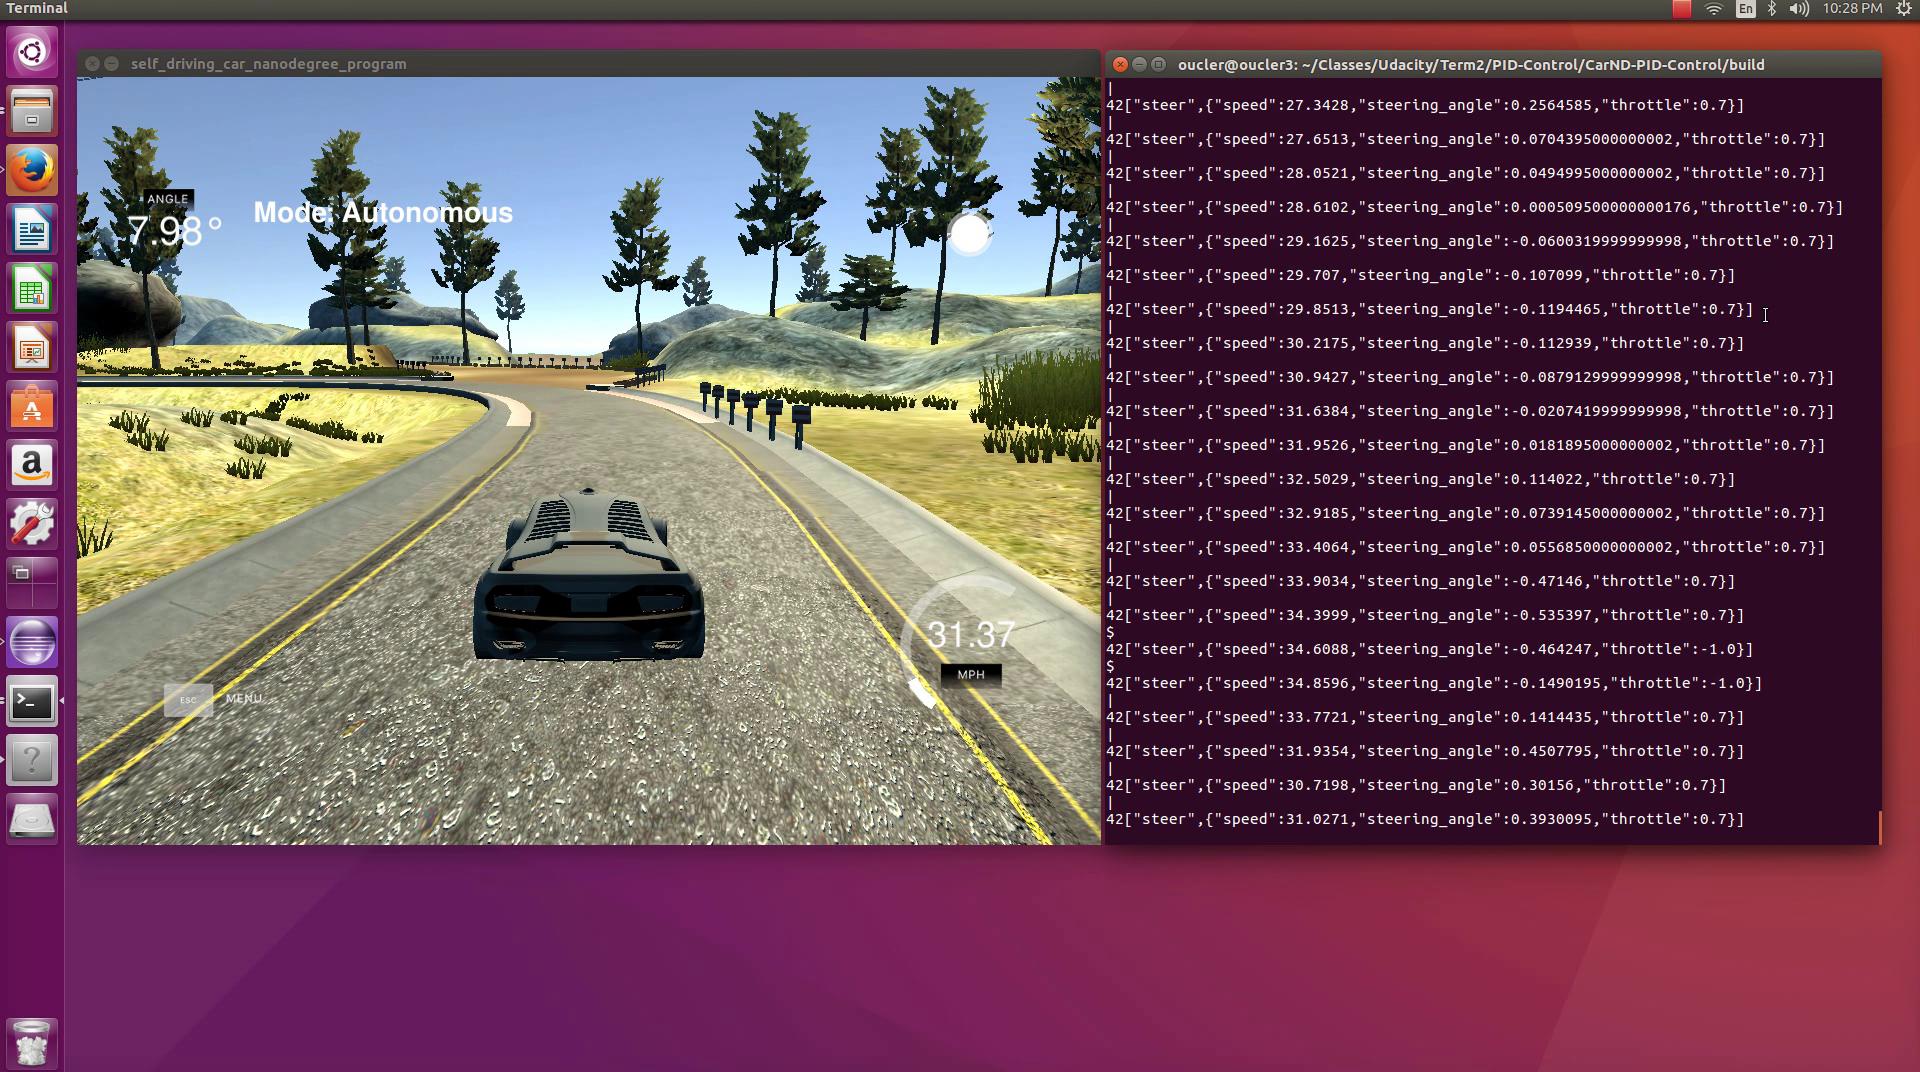 Terminal
En
10:28 PM
self_driving_car_nanodegree_program
ANGLE
7.98°
Mode: Autonomous
31.37
MPH
ESC
MENU
oucler@oucler3: ~/Classes/Udacity/Term2/PID-Control/CarND-PID-Control/build
|
42["steer",{"speed":27.3428,"steering_angle":0.2564585,"throttle":0.7}]
|
42["steer",{"speed":27.6513,"steering_angle":0.0704395000000002,"throttle":0.7}]
|
42["steer",{"speed":28.0521,"steering_angle":0.0494995000000002,"throttle":0.7}]
|
42["steer",{"speed":28.6102,"steering_angle":0.000509500000000176,"throttle":0.7}]
|
42["steer",{"speed":29.1625,"steering_angle":-0.0600319999999998,"throttle":0.7}]
|
42["steer",{"speed":29.707,"steering_angle":-0.107099,"throttle":0.7}]
|
42["steer",{"speed":29.8513,"steering_angle":-0.1194465,"throttle":0.7}]
|
42["steer",{"speed":30.2175,"steering_angle":-0.112939,"throttle":0.7}]
|
42["steer",{"speed":30.9427,"steering_angle":-0.0879129999999998,"throttle":0.7}]
|
42["steer",{"speed":31.6384,"steering_angle":-0.0207419999999998,"throttle":0.7}]
|
42["steer",{"speed":31.9526,"steering_angle":0.0181895000000002,"throttle":0.7}]
|
42["steer",{"speed":32.5029,"steering_angle":0.114022,"throttle":0.7}]
|
42["steer",{"speed":32.9185,"steering_angle":0.0739145000000002,"throttle":0.7}]
|
42["steer",{"speed":33.4064,"steering_angle":0.0556850000000002,"throttle":0.7}]
|
42["steer",{"speed":33.9034,"steering_angle":-0.47146,"throttle":0.7}]
|
42["steer",{"speed":34.3999,"steering_angle":-0.535397,"throttle":0.7}]
$
42["steer",{"speed":34.6088,"steering_angle":-0.464247,"throttle":-1.0}]
$
42["steer",{"speed":34.8596,"steering_angle":-0.1490195,"throttle":-1.0}]
|
42["steer",{"speed":33.7721,"steering_angle":0.1414435,"throttle":0.7}]
|
42["steer",{"speed":31.9354,"steering_angle":0.4507795,"throttle":0.7}]
|
42["steer",{"speed":30.7198,"steering_angle":0.30156,"throttle":0.7}]
|
42["steer",{"speed":31.0271,"steering_angle":0.3930095,"throttle":0.7}]